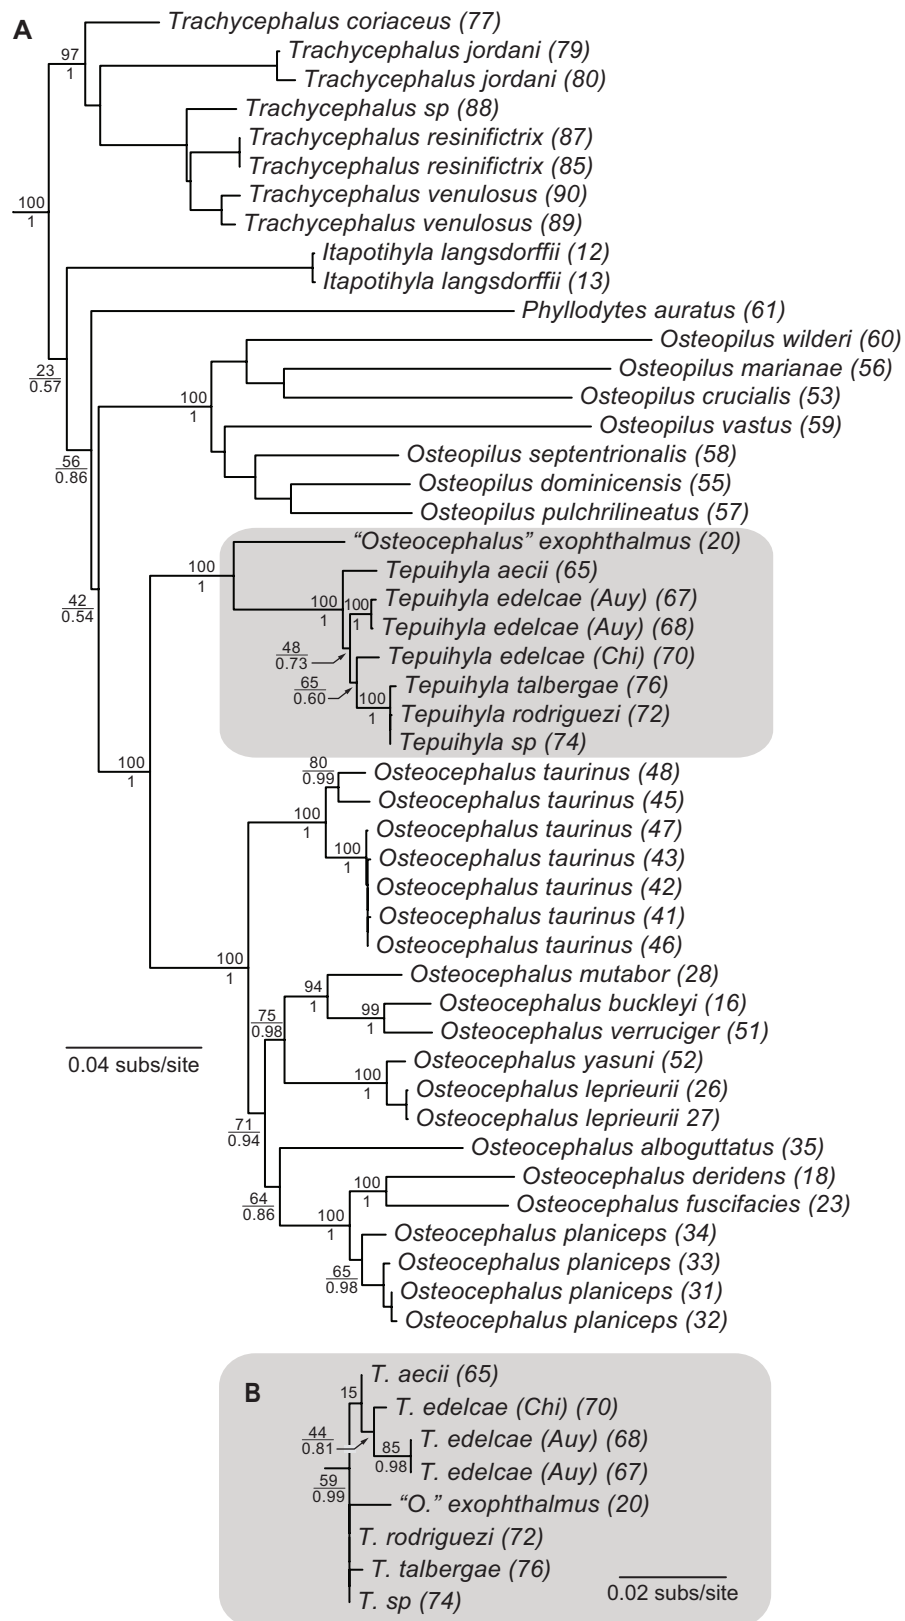 A
Trachycephalus coriaceus (77)
Trachycephalus jordani (79)
97
1
Trachycephalus jordani (80)
Trachycephalus sp (88)
Trachycephalus resinifictrix (87)
Trachycephalus resinifictrix (85)
Trachycephalus venulosus (90)
100
1
Trachycephalus venulosus (89)
Itapotihyla langsdorffii (12)
Itapotihyla langsdorffii (13)
Phyllodytes auratus (61)
Osteopilus wilderi (60)
23
0.57
Osteopilus marianae (56)
100
1
Osteopilus crucialis (53)
Osteopilus vastus (59)
56
0.86
Osteopilus septentrionalis (58)
Osteopilus dominicensis (55)
Osteopilus pulchrilineatus (57)
“Osteocephalus” exophthalmus (20)
100
1
Tepuihyla aecii (65)
42
0.54
100
1
100
1
Tepuihyla edelcae (Auy) (67)
Tepuihyla edelcae (Auy) (68)
48
0.73
Tepuihyla edelcae (Chi) (70)
65
0.60
Tepuihyla talbergae (76)
100
1
Tepuihyla rodriguezi (72)
Tepuihyla sp (74)
100
1
80
0.99
Osteocephalus taurinus (48)
Osteocephalus taurinus (45)
100
1
Osteocephalus taurinus (47)
100
1
Osteocephalus taurinus (43)
Osteocephalus taurinus (42)
Osteocephalus taurinus (41)
Osteocephalus taurinus (46)
100
1
Osteocephalus mutabor (28)
94
1
Osteocephalus buckleyi (16)
99
1
75
0.98
Osteocephalus verruciger (51)
0.04 subs/site
Osteocephalus yasuni (52)
100
1
Osteocephalus leprieurii (26)
Osteocephalus leprieurii 27)
71
0.94
Osteocephalus alboguttatus (35)
Osteocephalus deridens (18)
100
1
64
0.86
Osteocephalus fuscifacies (23)
100
1
Osteocephalus planiceps (34)
Osteocephalus planiceps (33)
65
0.98
Osteocephalus planiceps (31)
Osteocephalus planiceps (32)
B
T. aecii (65)
15
T. edelcae (Chi) (70)
44
0.81
T. edelcae (Auy) (68)
85
0.98
T. edelcae (Auy) (67)
59
0.99
“O.” exophthalmus (20)
T. rodriguezi (72)
T. talbergae (76)
T. sp (74)
0.02 subs/site